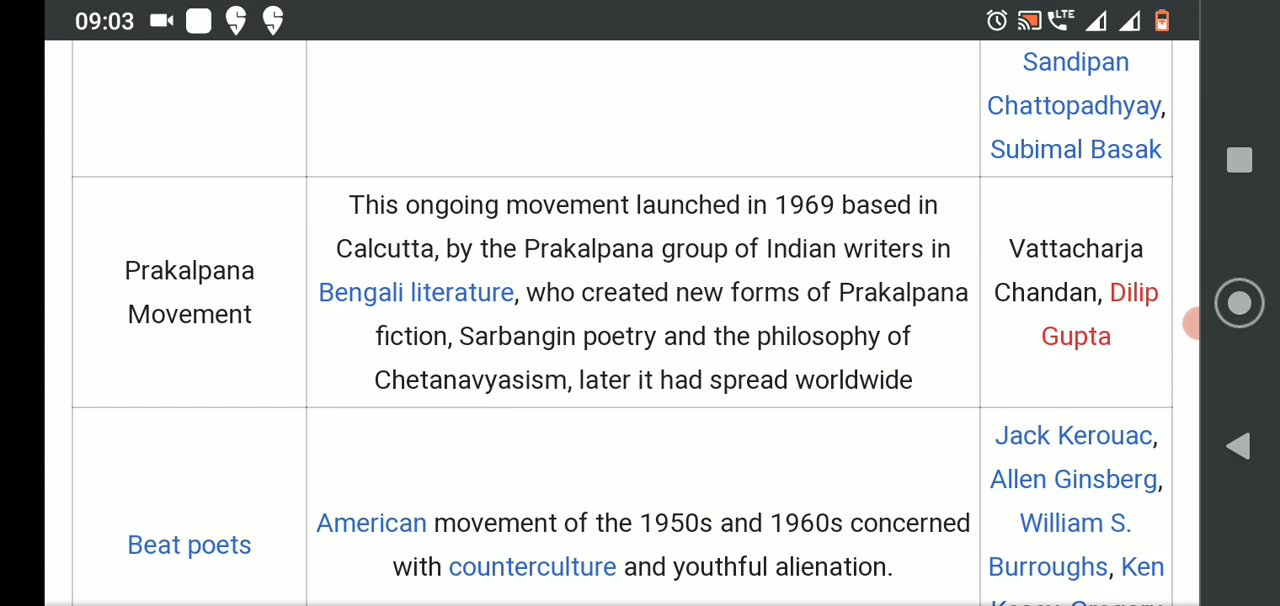 09:03
LTE
Sandipan
Chattopadhyay,
Subimal Basak
Prakalpana
Movement
This ongoing movement launched in 1969 based in
Calcutta, by the Prakalpana group of Indian writers in
Bengali literature, who created new forms of Prakalpana
fiction, Sarbangin poetry and the philosophy of
Chetanavyasism, later it had spread worldwide
Vattacharja
Chandan, Dilip
Gupta
Beat poets
American movement of the 1950s and 1960s concerned
with counterculture and youthful alienation.
Jack Kerouac,
Allen Ginsberg,
William S.
Burroughs, Ken